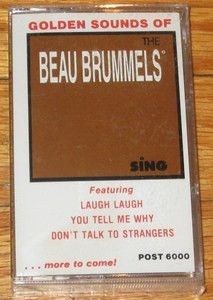 GOLDEN SOUNDS OF
THE
BEAU BRUMMELS"
SiNG
Featuring
LAUGH LAUGH
YOU TELL ME WHY
DON'T TALK TO STRANGERS
POST 6000
...more to come!